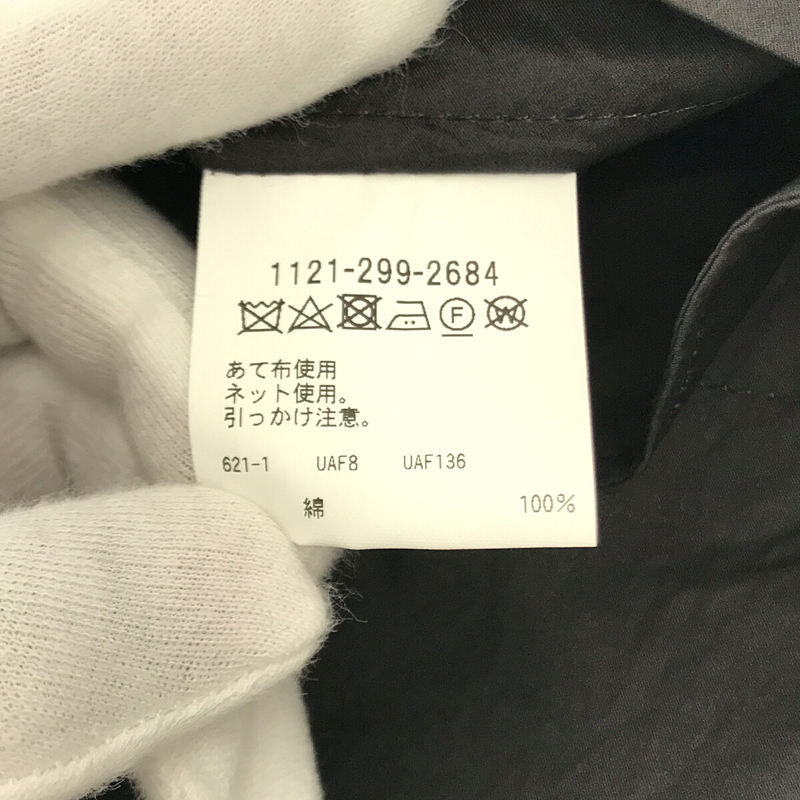 1121-299-2684
F W
あて布使用
ネット使用。
引っかけ注意。
621-1 UAF8 UAF136
綿 100%